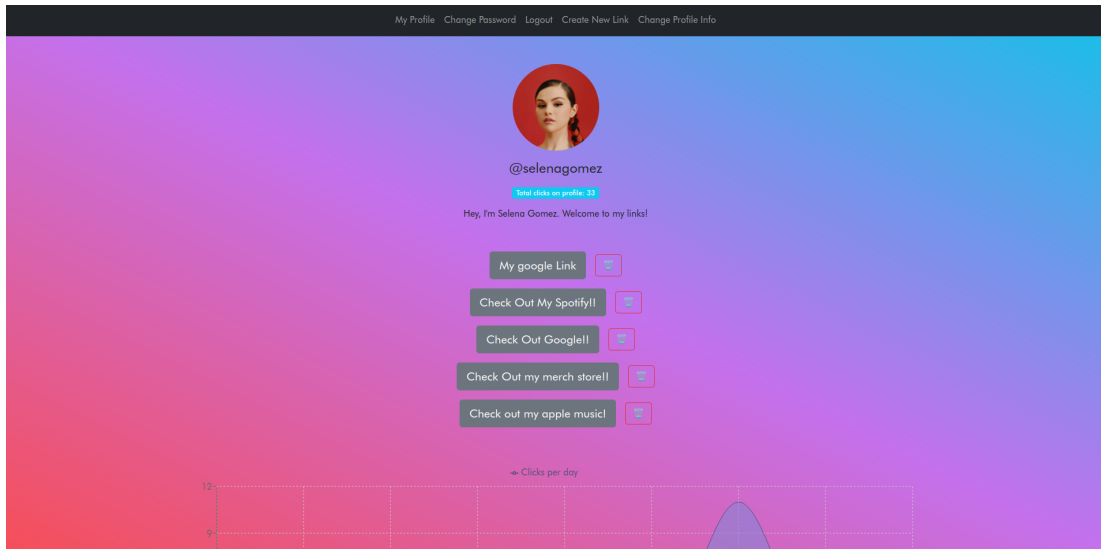 My Profile Change Password Logout Create New Link Change Profile Info
@selenagomez
Total clicks on profile: 33
Hey, I'm Selena Gomez. Welcome to my links!
My google Link
Check Out My Spotify!!
Check Out Google!!
Check Out my merch store!!
Check out my apple music!
Clicks per day
12
9